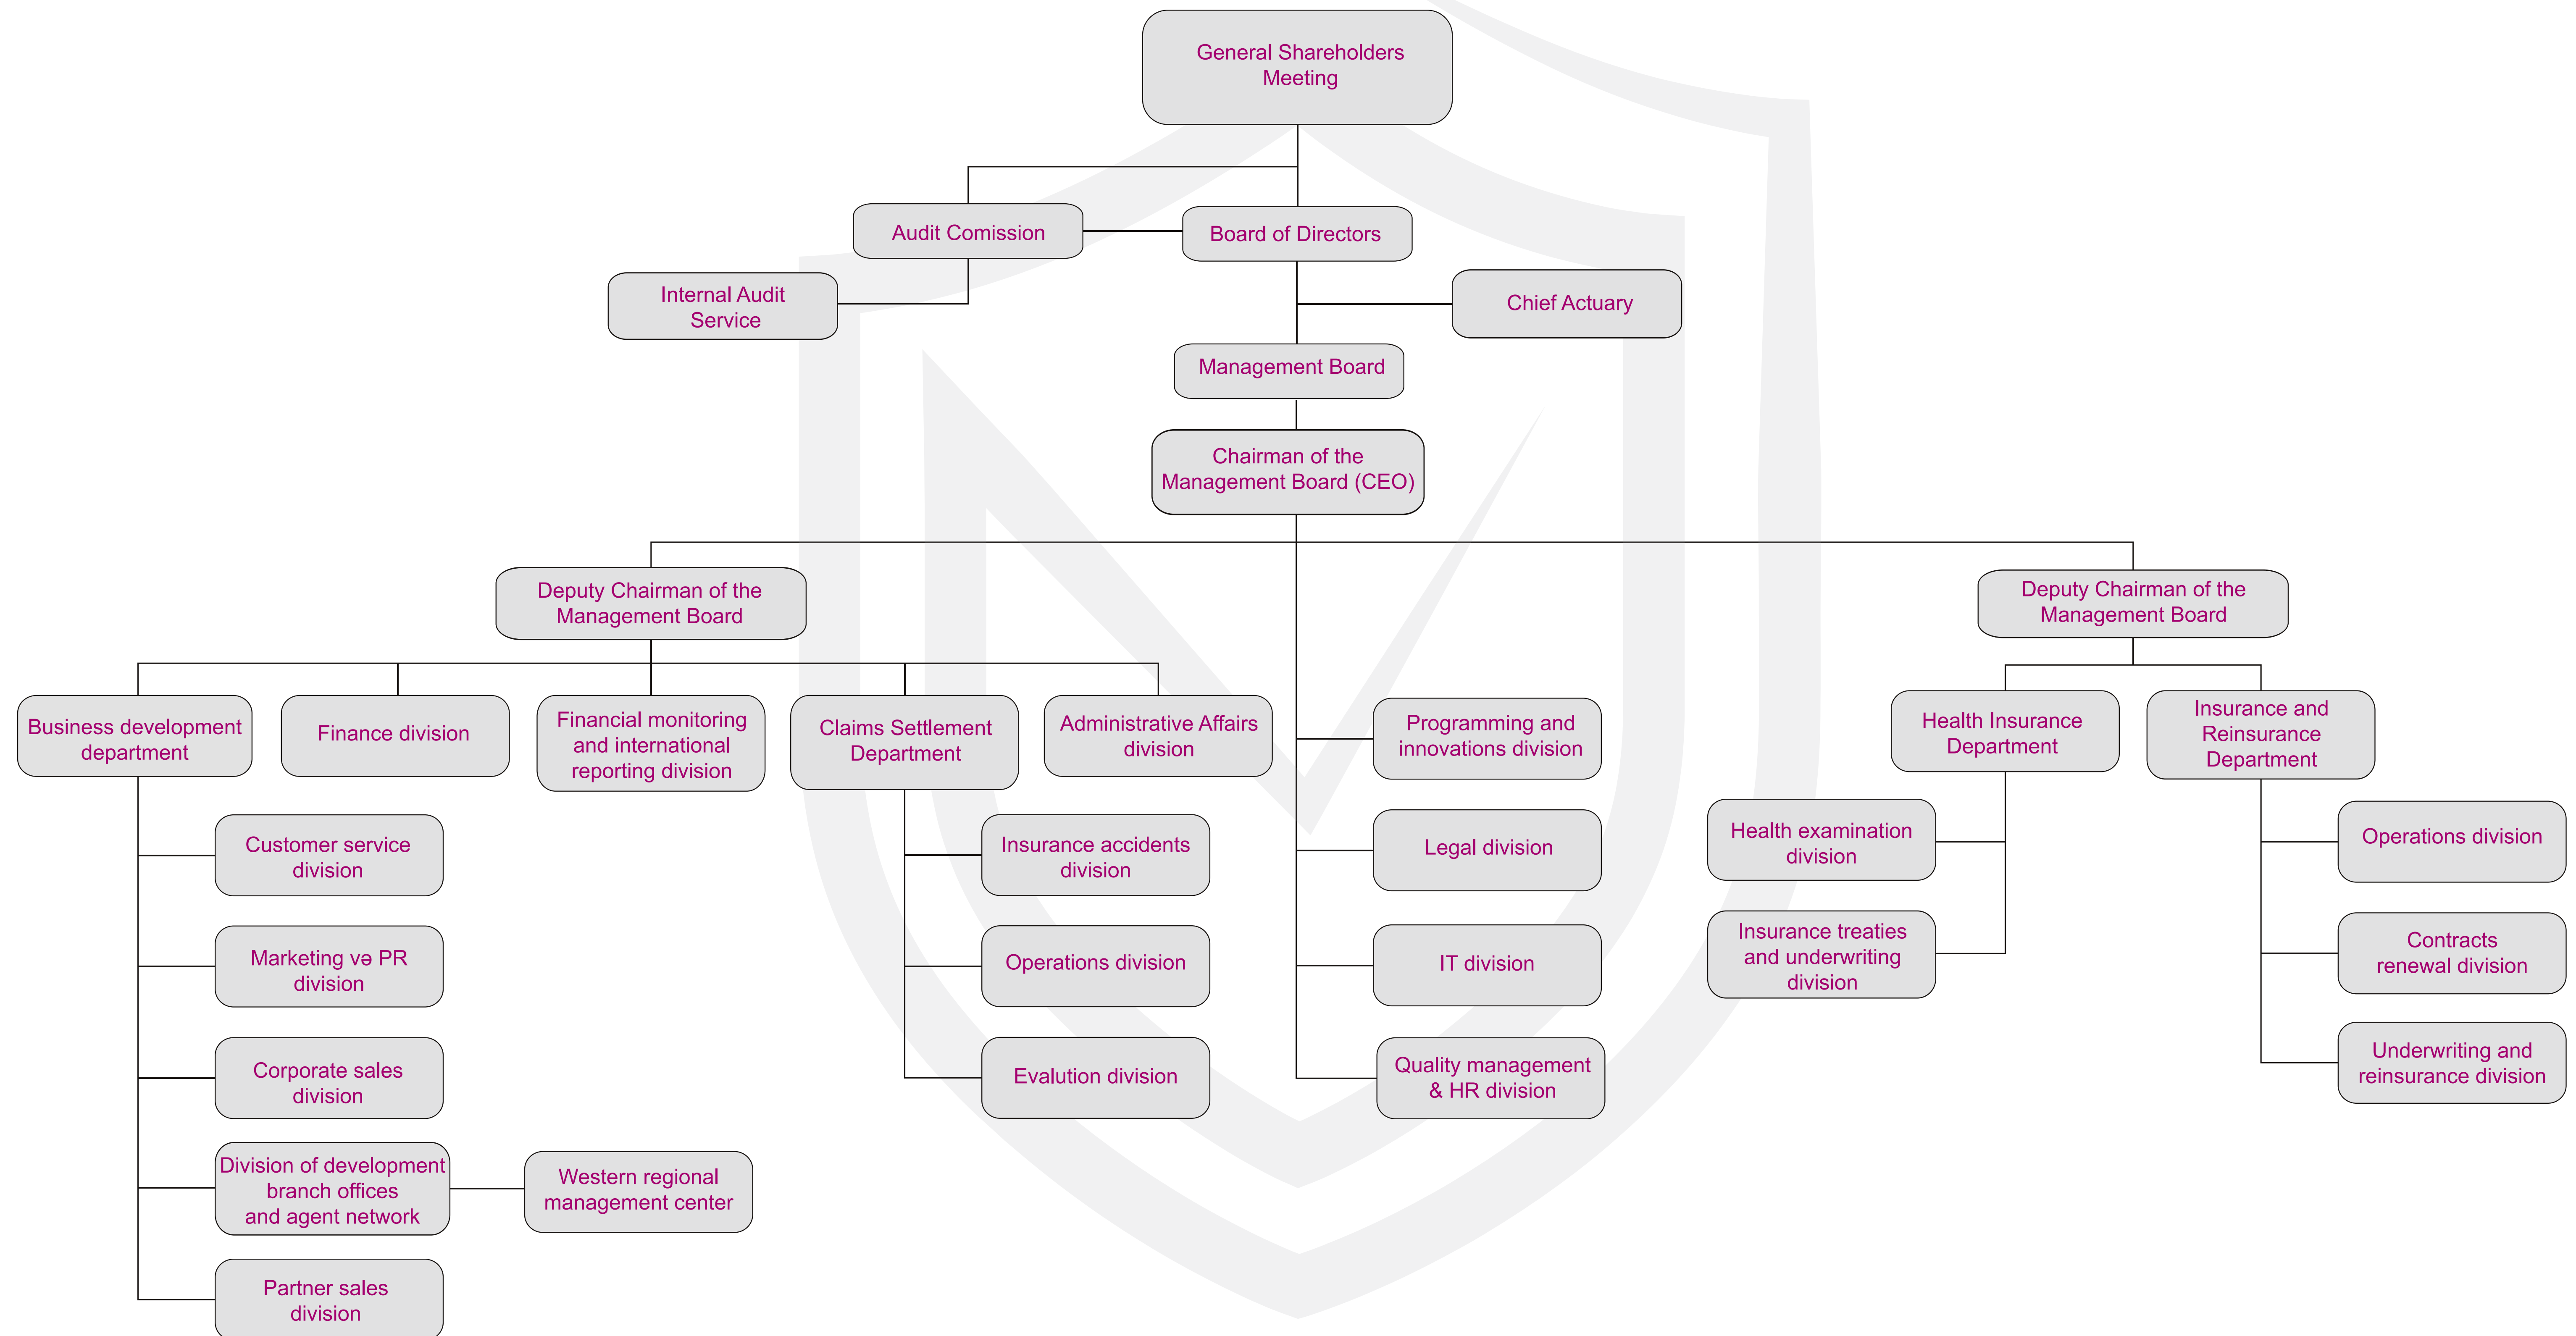 General Shareholders
Meeting
Audit Comission
Board of Directors
Internal Audit
Service
Chief Actuary
Management Board
Chairman of the
Management Board (CEO)
Deputy Chairman of the
Management Board
Deputy Chairman of the
Management Board
Business development
department
Finance division
Financial monitoring
and international
reporting division
Claims Settlement
Department
Administrative Affairs
division
Programming and
innovations division
Health Insurance
Department
Insurance and
Reinsurance
Department
Customer service
division
Insurance accidents
division
Legal division
Health examination
division
Operations division
Marketing və PR
division
Operations division
IT division
Insurance treaties
and underwriting
division
Contracts
renewal division
Corporate sales
division
Evalution division
Quality management
& HR division
Underwriting and
reinsurance division
Division of development
branch offices
and agent network
Western regional
management center
Partner sales
division